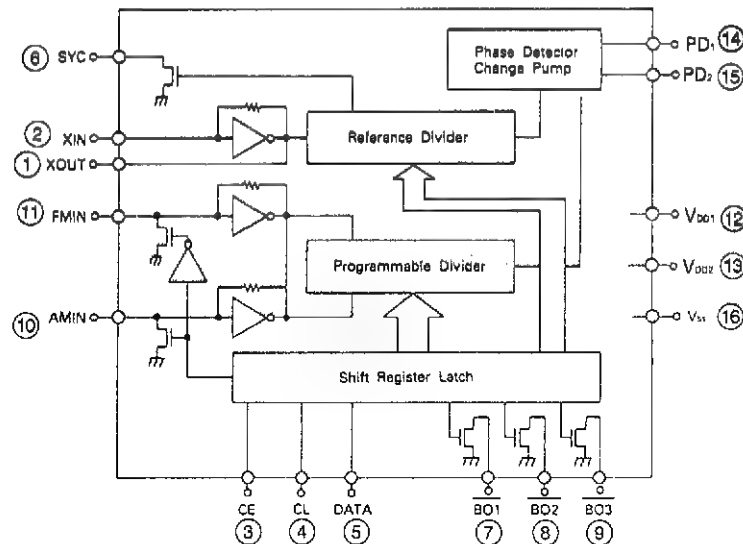 6 SYC
Phase Detector
Change Pump
PD1 14
PD2 15
2 XIN
Reference Divider
1 XOUT
11 FMIN
VDD1 12
Programmable Divider
VDD2 13
10 AMIN
VSS 16
Shift Register Latch
CE CL DATA BO1 BO2 BO3
3 4 5 7 8 9